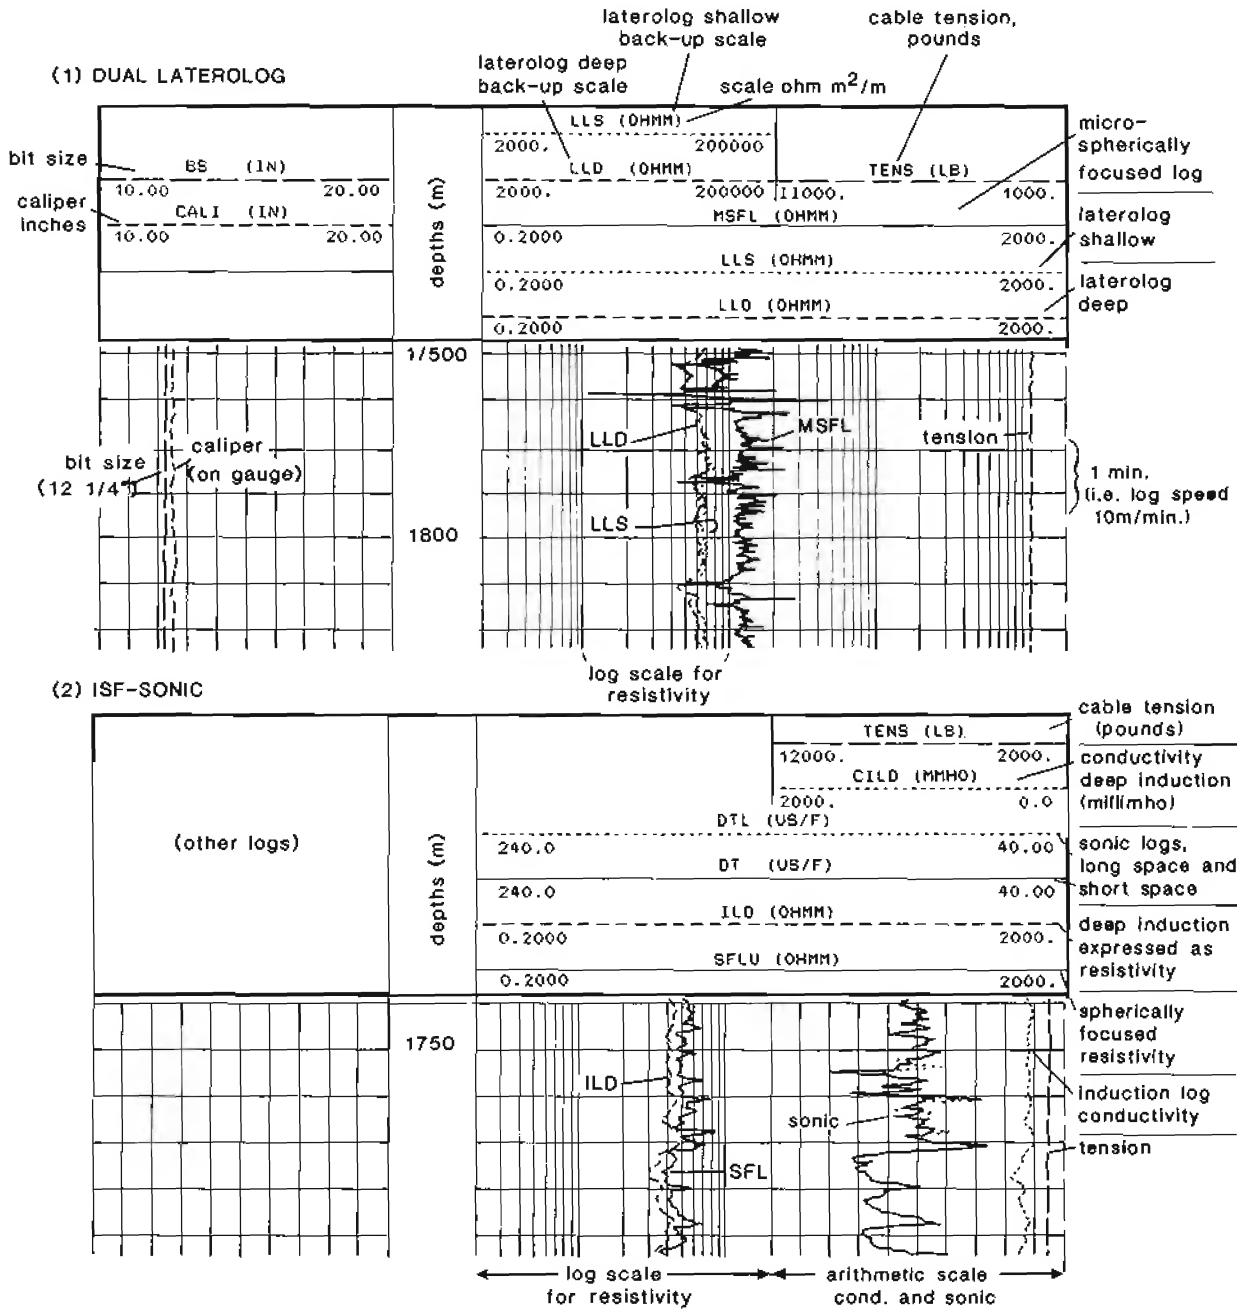 laterolog shallow
back-up scale
cable tension,
pounds
(1) DUAL LATEROLOG
laterolog deep
back-up scale
scale ohm m²/m
LLS (OHMM)
2000. 200000
micro-
spherically
focused log
bit size
BS (IN)
10.00 20.00
LLD (OHMM)
2000. 200000
TENS (LB)
11000. 1000.
caliper
inches
CALI (IN)
10.00 20.00
depths (m)
MSFL (OHMM)
0.2000 2000.
laterolog
shallow
LLS (OHMM)
0.2000 2000.
laterolog
deep
LLD (OHMM)
0.2000 2000.
1/500
LLD
MSFL
tension
bit size
(12 1/4")
caliper
(on gauge)
1 min.
(i.e. log speed
10m/min.)
LLS
1800
log scale for
resistivity
(2) ISF-SONIC
cable tension
(pounds)
TENS (LB)
12000. 2000.
conductivity
deep induction
(millimho)
CILD (MMHO)
2000. 0.0
DTL (US/F)
240.0 40.00
(other logs)
depths (m)
sonic logs,
long space and
short space
DT (US/F)
240.0 40.00
ILD (OHMM)
0.2000 2000.
deep induction
expressed as
resistivity
SFLU (OHMM)
0.2000 2000.
spherically
focused
resistivity
1750
ILD
induction log
conductivity
sonic
tension
SFL
log scale
for resistivity
arithmetic scale
cond. and sonic